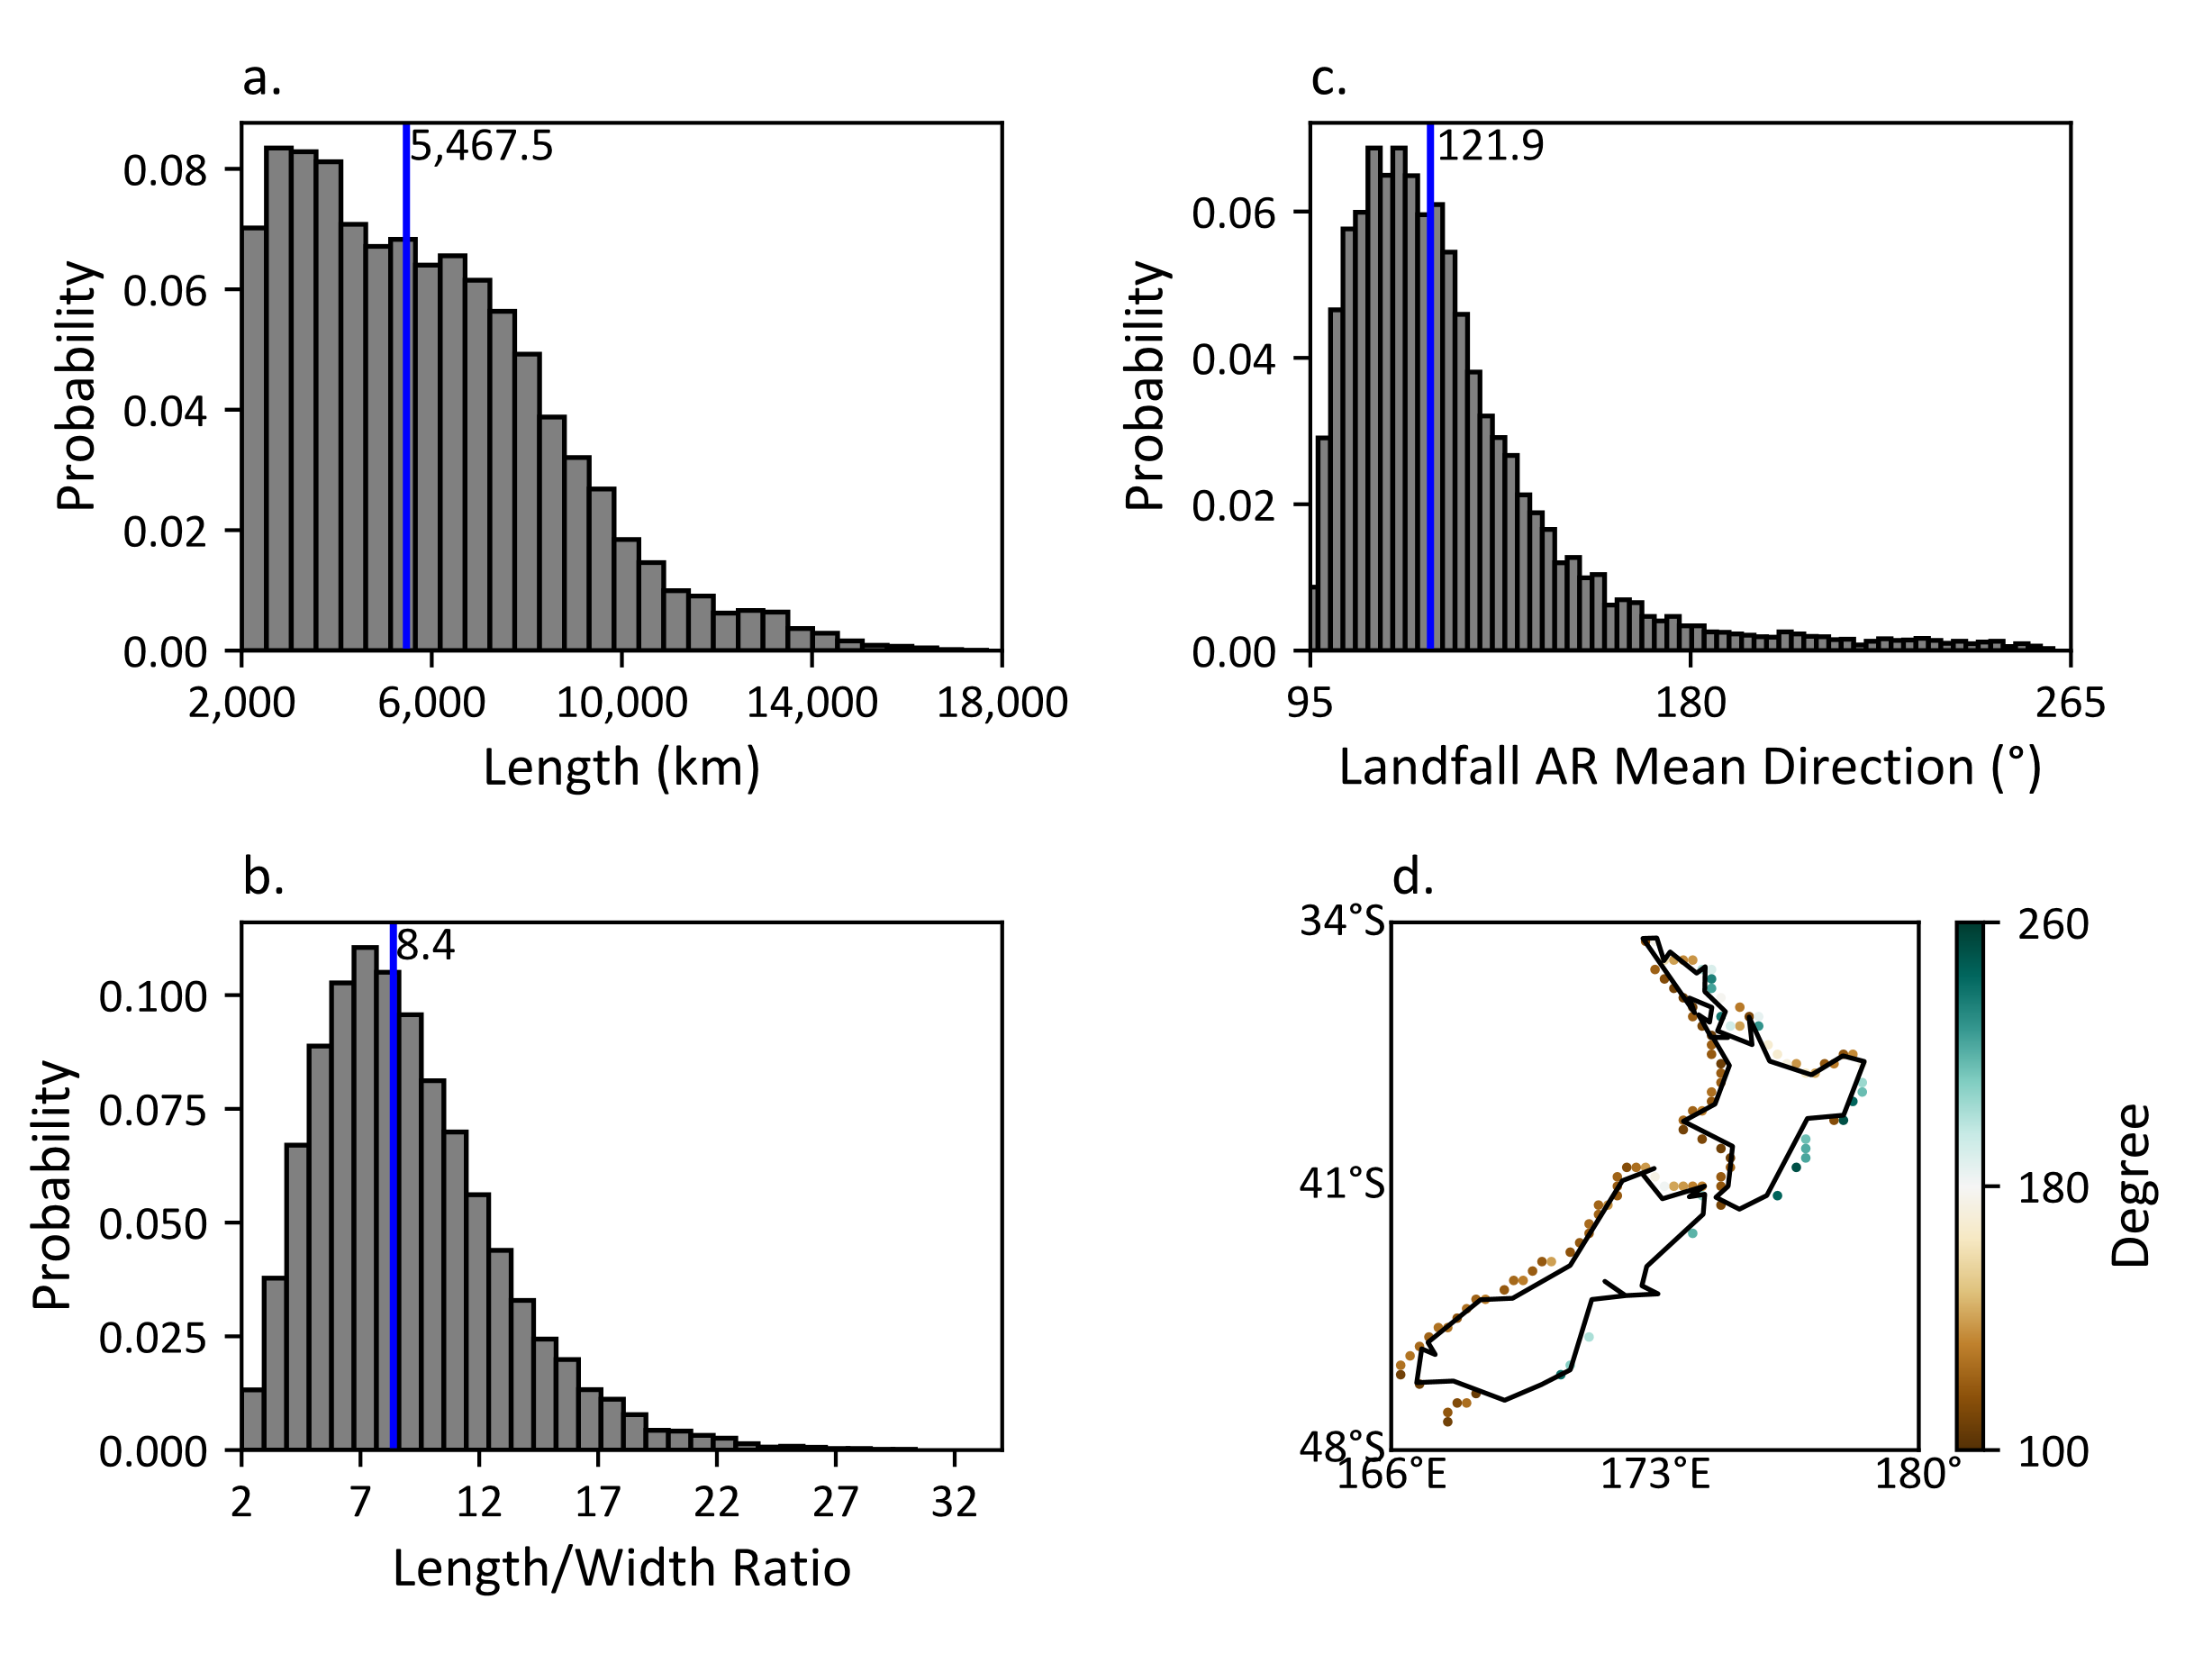 a.
5,467.5
0.08
0.06
0.04
0.02
0.00
Probability
2,000 6,000 10,000 14,000 18,000
Length (km)
c.
121.9
0.06
0.04
0.02
0.00
Probability
95 180 265
Landfall AR Mean Direction (°)
b.
8.4
0.100
0.075
0.050
0.025
0.000
Probability
2 7 12 17 22 27 32
Length/Width Ratio
d.
34°S
41°S
48°S
166°E 173°E 180°
260
180
100
Degree